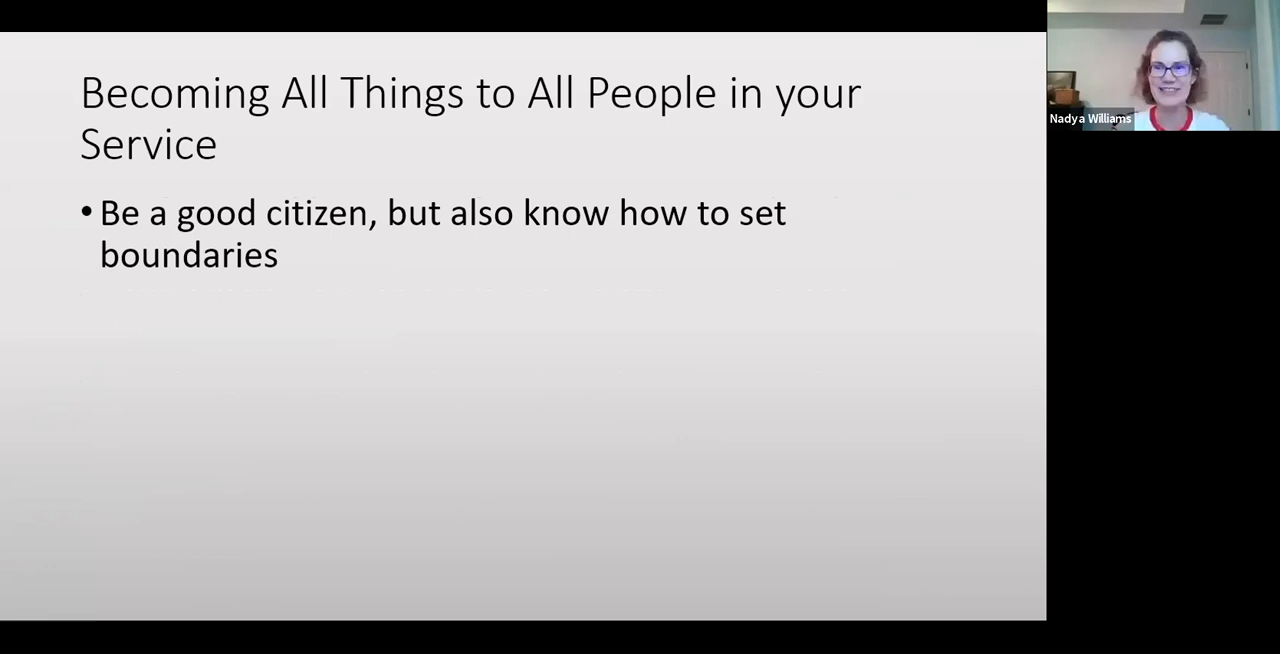 Becoming All Things to All People in your
Service
• Be a good citizen, but also know how to set
boundaries
Nadya Williams